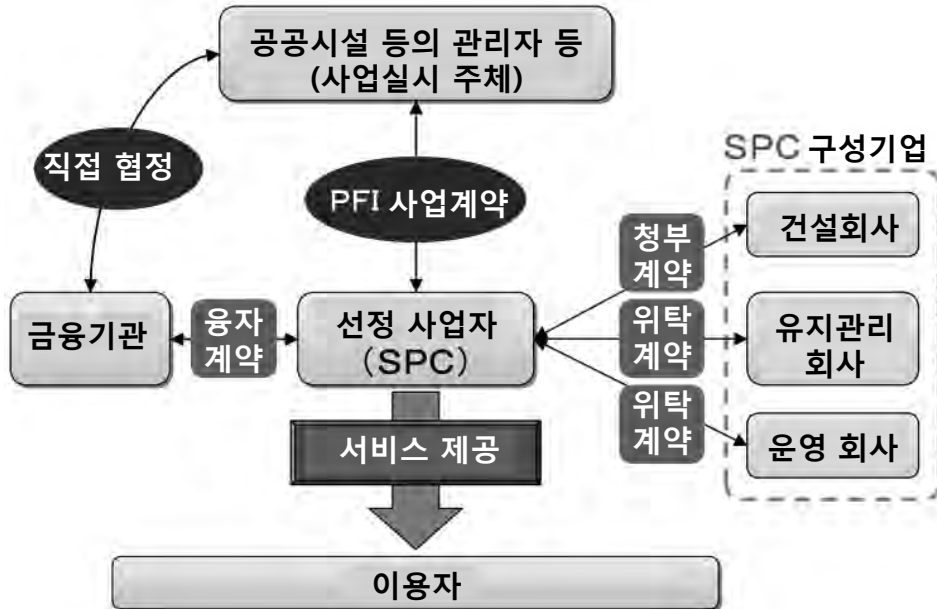 공공시설 등의 관리자 등
(사업실시 주체)
직접 협정
PFI 사업계약
SPC 구성기업
청부
계약
건설회사
금융기관
융자
계약
선정 사업자
(SPC)
위탁
계약
유지관리
회사
위탁
계약
운영 회사
서비스 제공
이용자